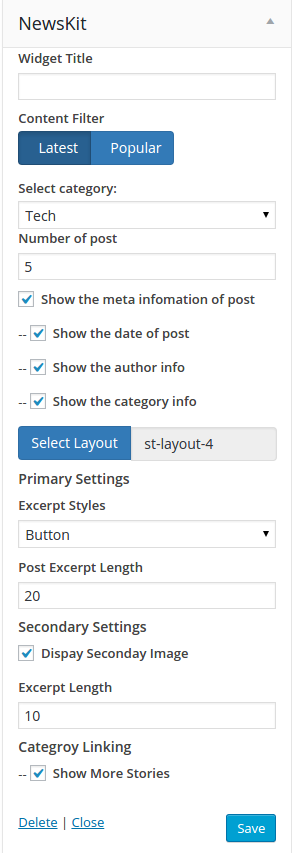 NewsKit
Widget Title
Content Filter
Latest Popular
Select category:
Tech
Number of post
5
Show the meta infomation of post
-- Show the date of post
-- Show the author info
-- Show the category info
Select Layout st-layout-4
Primary Settings
Excerpt Styles
Button
Post Excerpt Length
20
Secondary Settings
Dispay Seconday Image
Excerpt Length
10
Categroy Linking
-- Show More Stories
Delete | Close Save